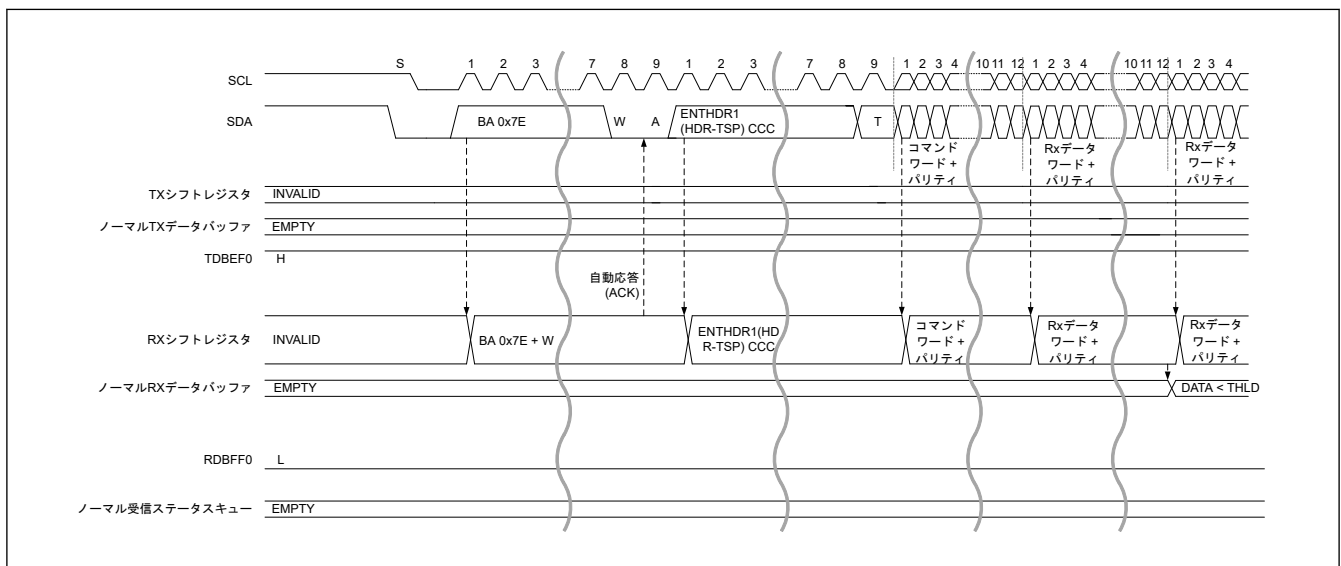 S 1 2 3 7 8 9 1 2 3 7 8 9 1 2 3 4 10 11 12 1 2 3 4 10 11 12 1 2 3 4
SCL
SDA BA 0x7E W A ENTHDR1
(HDR-TSP) CCC T
コマンド
ワード +
パリティ
Rxデータ
ワード +
パリティ
Rxデータ
ワード +
パリティ
TXシフトレジスタ INVALID
ノーマルTXデータバッファ EMPTY
TDBEF0 H
自動応答
(ACK)
RXシフトレジスタ INVALID BA 0x7E + W
ENTHDR1(HD
R-TSP) CCC
コマンド
ワード +
パリティ
Rxデータ
ワード +
パリティ
Rxデータ
ワード +
パリティ
ノーマルRXデータバッファ EMPTY DATA < THLD
RDBFF0 L
ノーマル受信ステータスキュー EMPTY